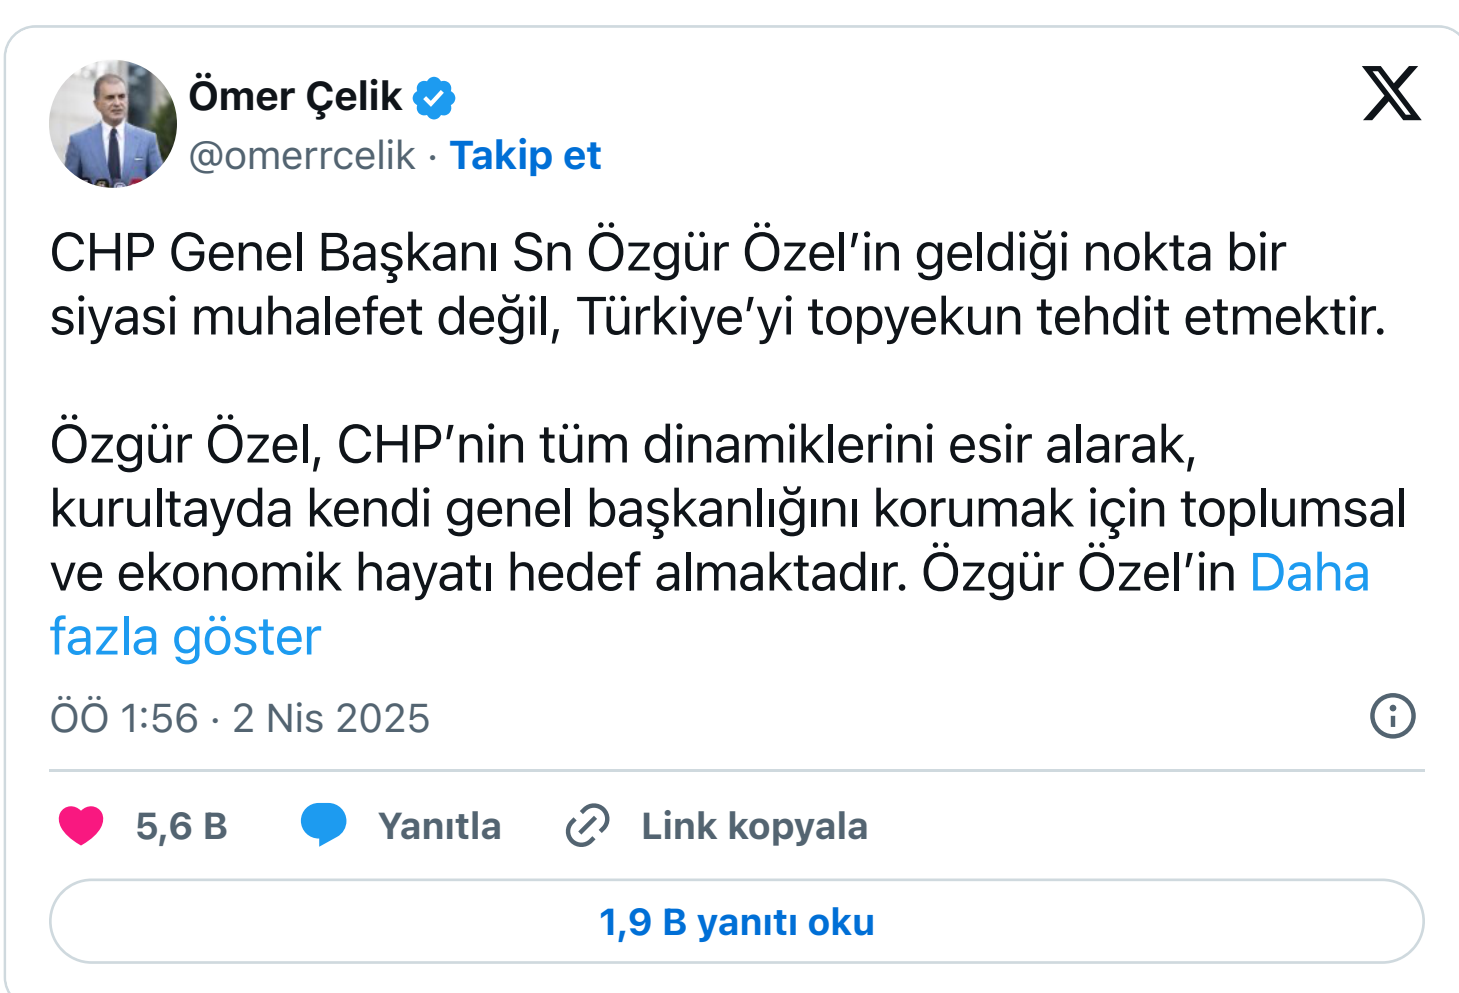 Ömer Çelik
@omerrcelik · Takip et
CHP Genel Başkanı Sn Özgür Özel’in geldiği nokta bir
siyasi muhalefet değil, Türkiye’yi topyekun tehdit etmektir.
Özgür Özel, CHP’nin tüm dinamiklerini esir alarak,
kurultayda kendi genel başkanlığını korumak için toplumsal
ve ekonomik hayatı hedef almaktadır. Özgür Özel’in Daha
fazla göster
ÖÖ 1:56 · 2 Nis 2025
5,6 B Yanıtla Link kopyala
1,9 B yanıtı oku